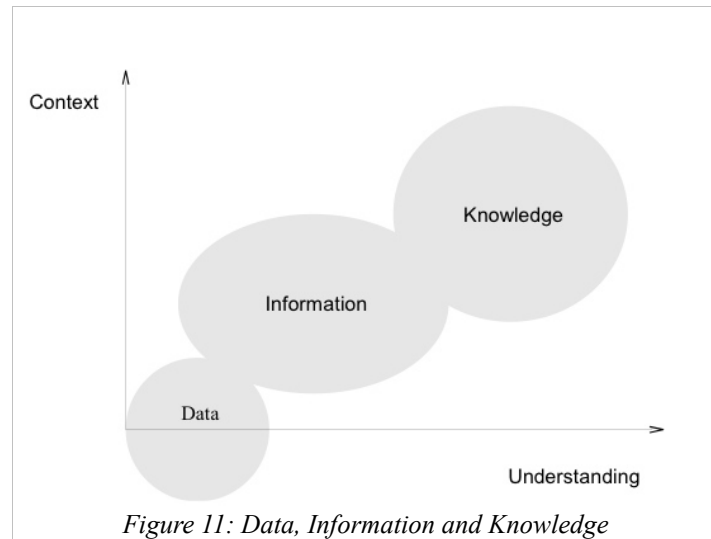 Context
Knowledge
Information
Data
Understanding
Figure 11: Data, Information and Knowledge